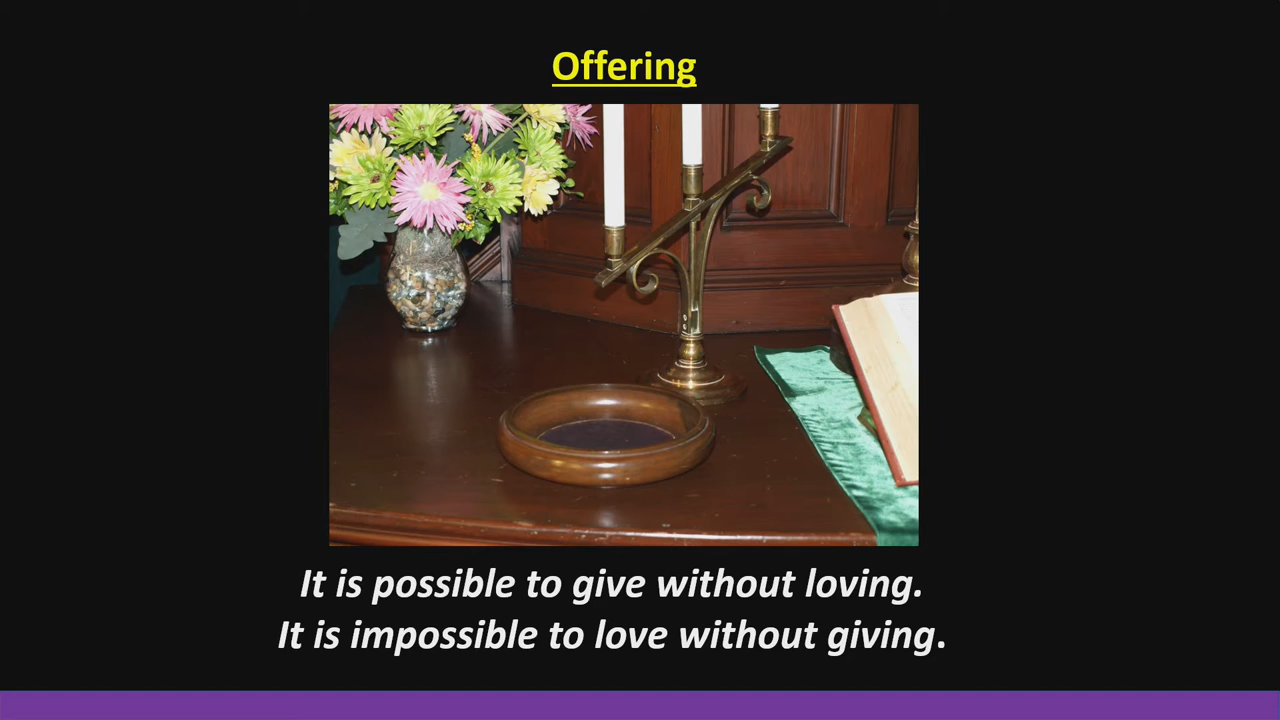 Offering
It is possible to give without loving.
It is impossible to love without giving.